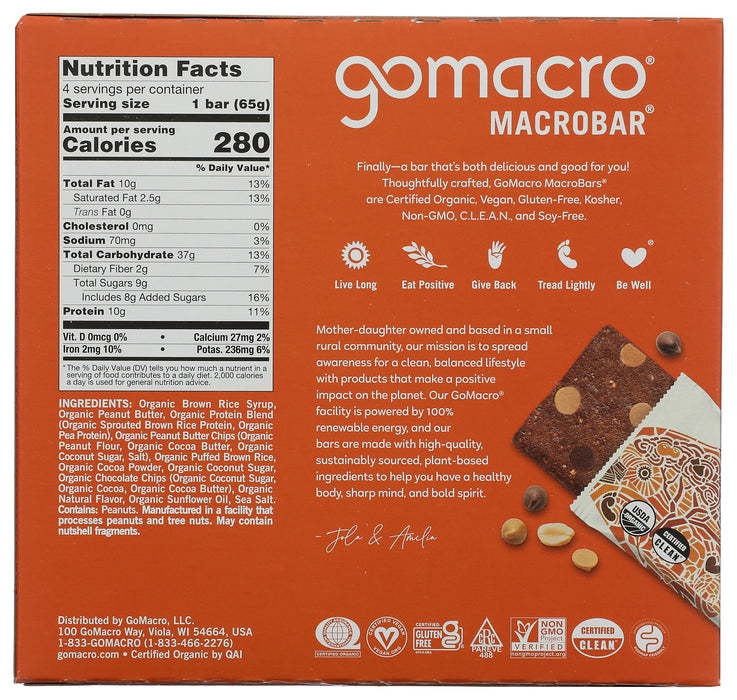 Nutrition Facts
4 servings per container
Serving size 1 bar (65g)
Amount per serving
Calories 280
% Daily Value*
Total Fat 10g 13%
Saturated Fat 2.5g 13%
Trans Fat 0g
Cholesterol 0mg 0%
Sodium 70mg 3%
Total Carbohydrate 37g 13%
Dietary Fiber 2g 7%
Total Sugars 9g
Includes 8g Added Sugars 16%
Protein 10g 11%
Vit. D 0mcg 0% • Calcium 27mg 2%
Iron 2mg 10% • Potas. 236mg 6%
*The % Daily Value (DV) tells you how much a nutrient in a
serving of food contributes to a daily diet. 2,000 calories
a day is used for general nutrition advice.
INGREDIENTS: Organic Brown Rice Syrup,
Organic Peanut Butter, Organic Protein Blend
(Organic Sprouted Brown Rice Protein, Organic
Pea Protein), Organic Peanut Butter Chips (Organic
Peanut Flour, Organic Cocoa Butter, Organic
Coconut Sugar, Salt), Organic Puffed Brown Rice,
Organic Cocoa Powder, Organic Coconut Sugar,
Organic Chocolate Chips (Organic Coconut Sugar,
Organic Cocoa, Organic Cocoa Butter), Organic
Natural Flavor, Organic Sunflower Oil, Sea Salt.
Contains: Peanuts. Manufactured in a facility that
processes peanuts and tree nuts. May contain
nutshell fragments.
Distributed by GoMacro, LLC.
100 GoMacro Way, Viola, WI 54664, USA
1-833-GOMACRO (1-833-466-2276)
gomacro.com • Certified Organic by QAI
gomacro®
MACROBAR®
Finally—a bar that's both delicious and good for you!
Thoughtfully crafted, GoMacro MacroBars®
are Certified Organic, Vegan, Gluten-Free, Kosher,
Non-GMO, C.L.E.A.N., and Soy-Free.
®
Live Long Eat Positive Give Back Tread Lightly Be Well
Mother-daughter owned and based in a small
rural community, our mission is to spread
awareness for a clean, balanced lifestyle
with products that make a positive
impact on the planet. Our GoMacro®
facility is powered by 100%
renewable energy, and our
bars are made with high-quality,
sustainably sourced, plant-based
ingredients to help you have a healthy
body, sharp mind, and bold spirit.
- Jola & Amelia
USDA
ORGANIC
CERTIFIED
CLEAN
CERTIFIED ORGANIC
CERTIFIED VEGAN
VEGAN.ORG
CERTIFIED
GLUTEN
FREE
g
CRC
PAREVE
488
NON
GMO
Project
VERIFIED
nongmoproject.org
CERTIFIED
CLEAN